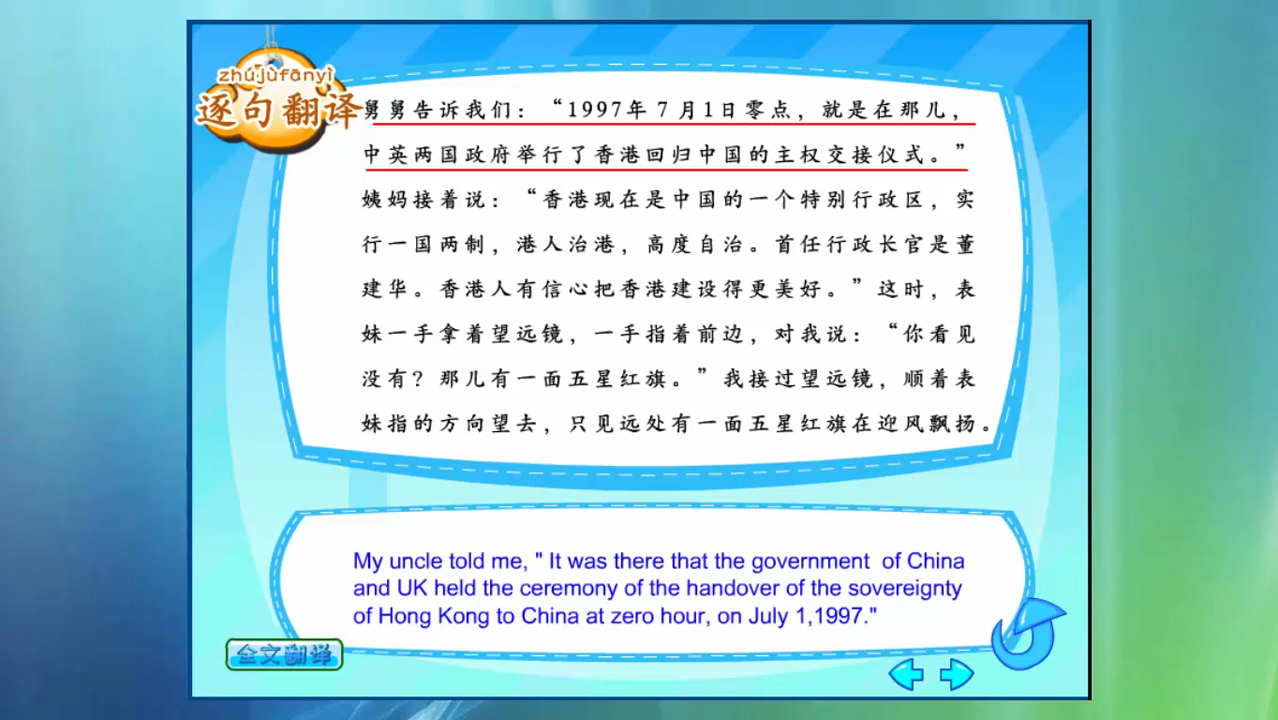 zhújùfānyì
逐句翻译
舅舅告诉我们：“1997年7月1日零点，就是在那儿，
中英两国政府举行了香港回归中国的主权交接仪式。”
姨妈接着说：“香港现在是中国的一个特别行政区，实
行一国两制，港人治港，高度自治。首任行政长官是董
建华。香港人有信心把香港建设得更美好。”这时，表
妹一手拿着望远镜，一手指着前边，对我说：“你看见
没有？那儿有一面五星红旗。”我接过望远镜，顺着表
妹指的方向望去，只见远处有一面五星红旗在迎风飘扬。
My uncle told me, " It was there that the government of China
and UK held the ceremony of the handover of the sovereignty
of Hong Kong to China at zero hour, on July 1,1997."
全文翻译